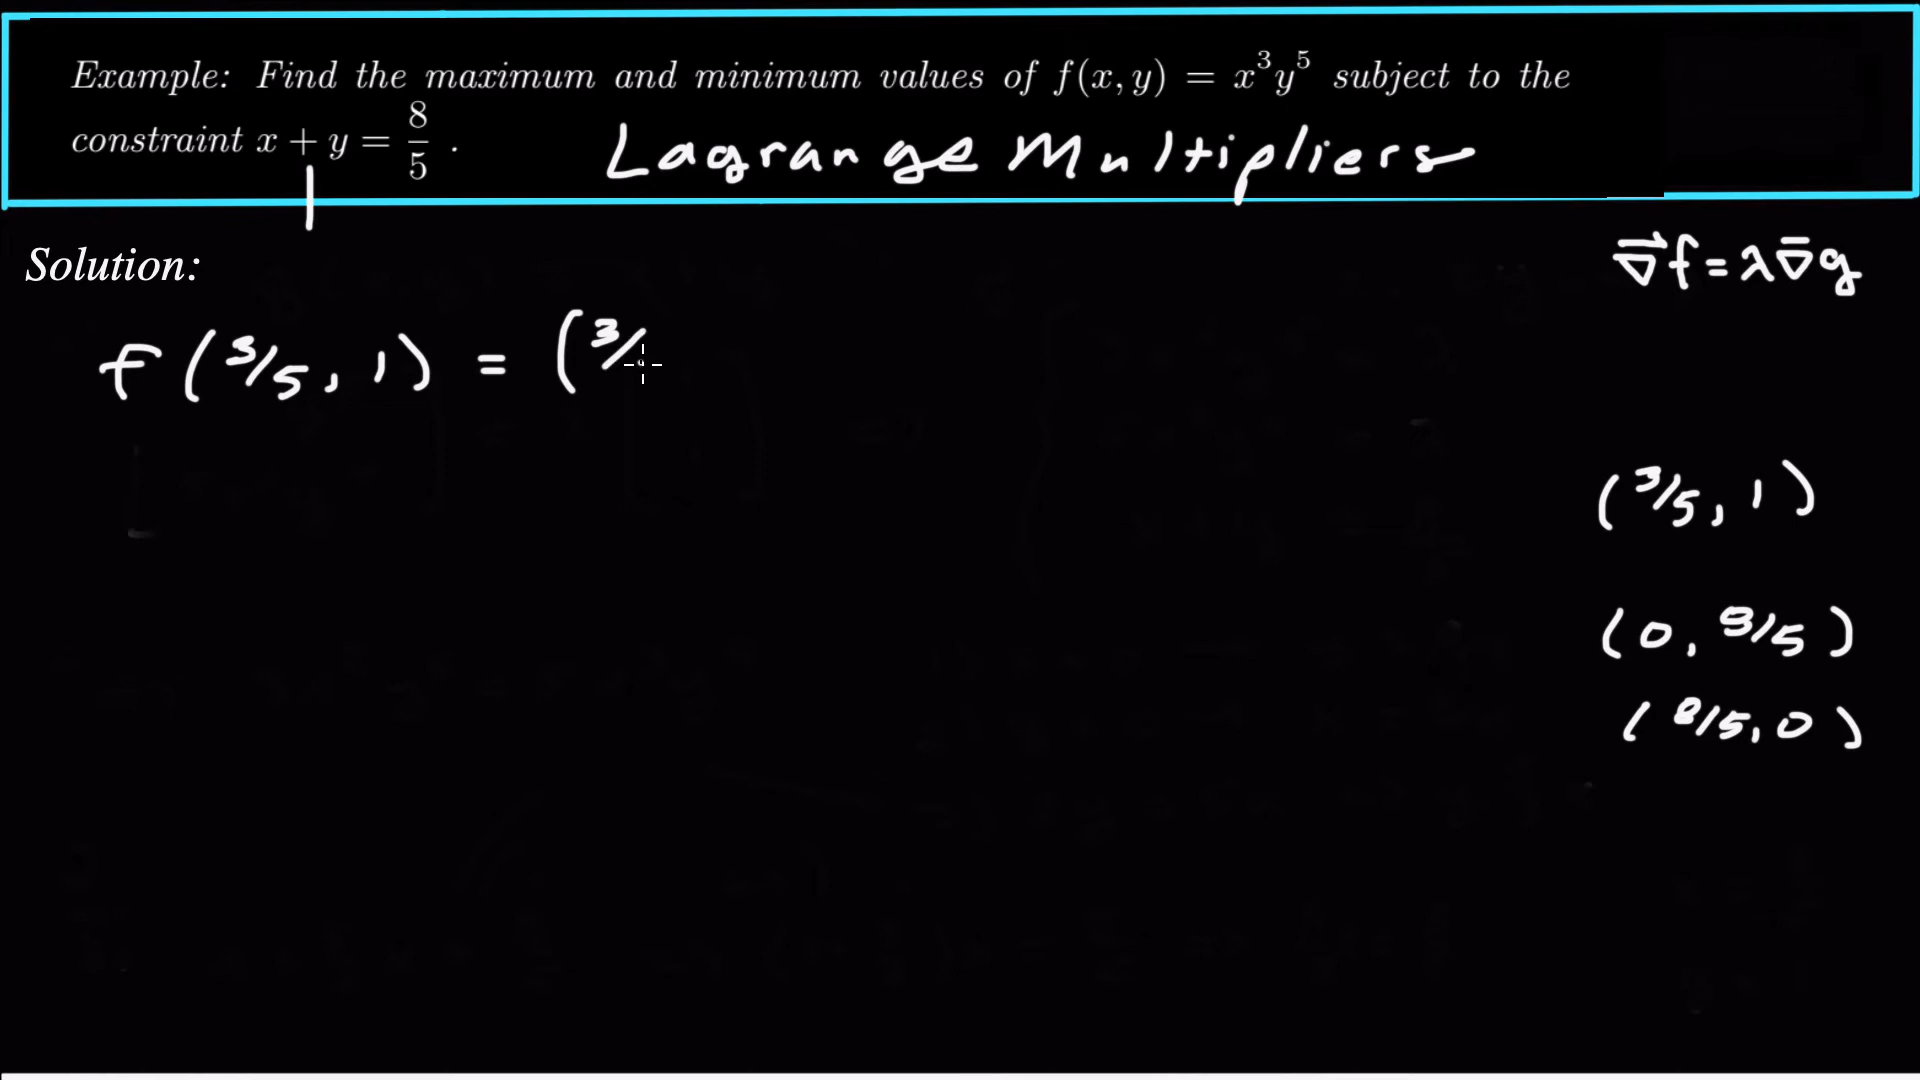 Example: Find the maximum and minimum values of f(x, y) = x³y⁵ subject to the
constraint x + y = 8/5 .
Lagrange Multipliers
Solution:
∇⃗f = λ∇̄g
f(3/5, 1) = (3/
(3/5, 1)
(0, 8/5)
(8/5, 0)